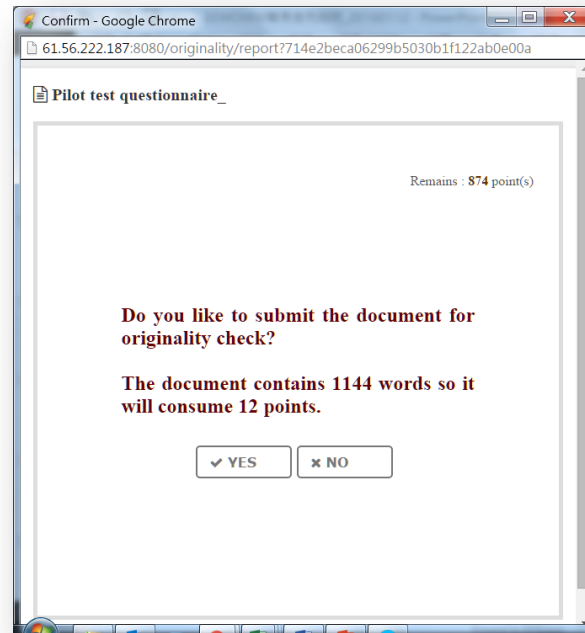 Confirm - Google Chrome
61.56.222.187:8080/originality/report?714e2beca06299b5030b1f122ab0e00a
Pilot test questionnaire_
Remains : 874 point(s)
Do you like to submit the document for
originality check?
The document contains 1144 words so it
will consume 12 points.
YES
NO